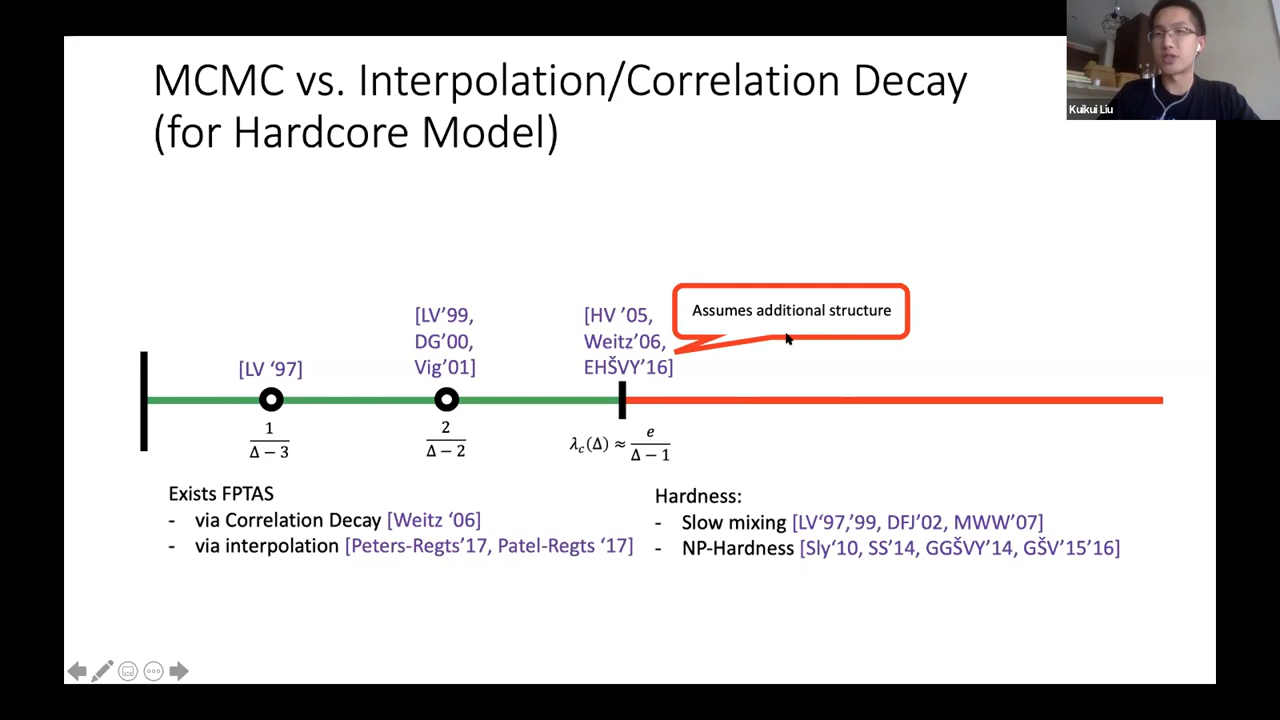 MCMC vs. Interpolation/Correlation Decay
(for Hardcore Model)
Kuikui Liu
Assumes additional structure
[LV ‘97]
[LV’99,
DG’00,
Vig’01]
[HV ’05,
Weitz’06,
EHŠVY’16]
1
Δ − 3
2
Δ − 2
λc(Δ) ≈ e
Δ − 1
Exists FPTAS
- via Correlation Decay [Weitz ‘06]
- via interpolation [Peters-Regts’17, Patel-Regts ‘17]
Hardness:
- Slow mixing [LV‘97,’99, DFJ’02, MWW’07]
- NP-Hardness [Sly‘10, SS’14, GGŠVY’14, GŠV’15’16]